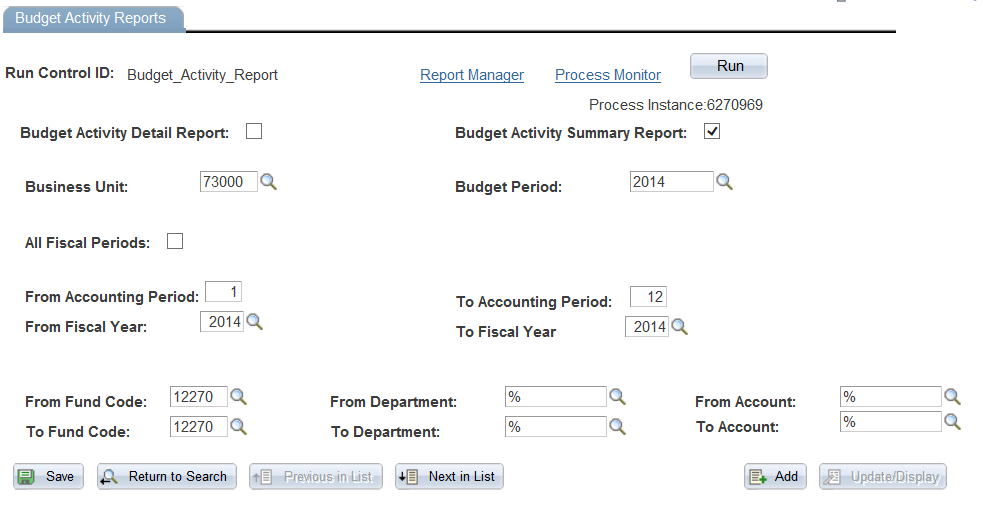 Budget Activity Reports
Run Control ID: Budget_Activity_Report Report Manager Process Monitor Run
Process Instance:6270969
Budget Activity Detail Report: Budget Activity Summary Report:
Business Unit: 73000 Budget Period: 2014
All Fiscal Periods:
From Accounting Period: 1 To Accounting Period: 12
From Fiscal Year: 2014 To Fiscal Year 2014
From Fund Code: 12270 From Department: % From Account: %
To Fund Code: 12270 To Department: % To Account: %
Save Return to Search Previous in List Next in List Add Update/Display